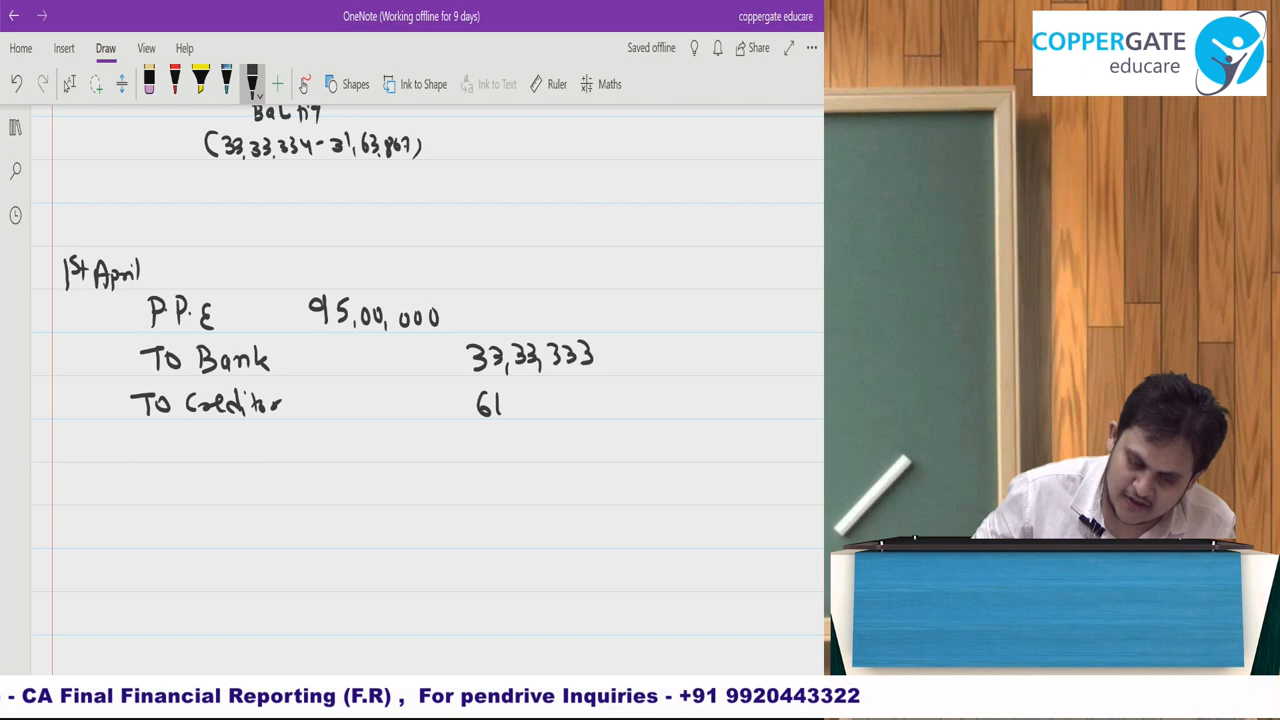 OneNote (Working offline for 9 days)
coppergate educare
Home Insert Draw View Help
Saved offline Share
Shapes Ink to Shape Ink to Text Ruler Maths
COPPERGATE
educare
(33,33,334 - 31,63,867)
1st April
P.P.E 95,00,000
To Bank 33,33,333
To Creditor 61
- CA Final Financial Reporting (F.R) , For pendrive Inquiries - +91 9920443322